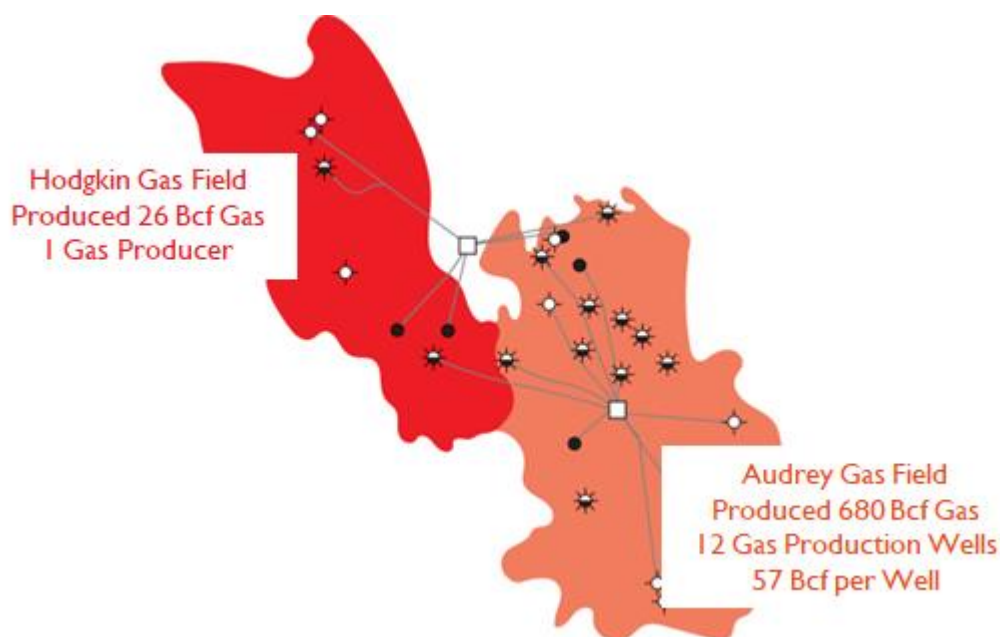 Hodgkin Gas Field
Produced 26 Bcf Gas
1 Gas Producer
Audrey Gas Field
Produced 680 Bcf Gas
12 Gas Production Wells
57 Bcf per Well